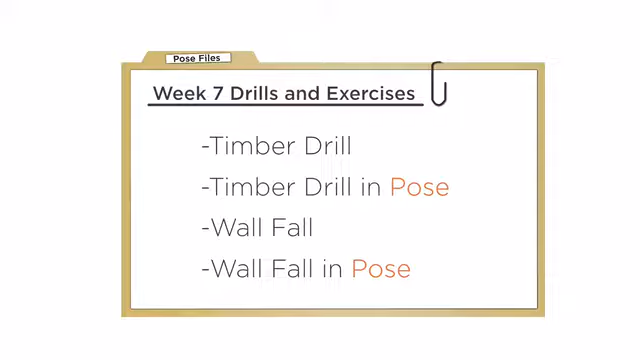 Pose Files
Week 7 Drills and Exercises
-Timber Drill
-Timber Drill in Pose
-Wall Fall
-Wall Fall in Pose